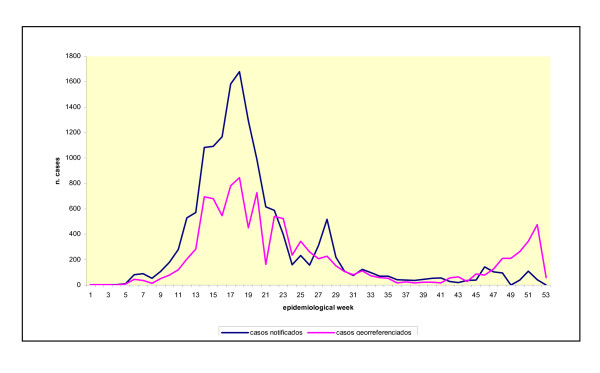 1800
1600
1400
1200
1000
800
600
400
200
0
n. cases
1 3 5 7 9 11 13 15 17 19 21 23 25 27 29 31 33 35 37 39 41 43 45 47 49 51 53
epidemiological week
casos notificados casos georreferenciados